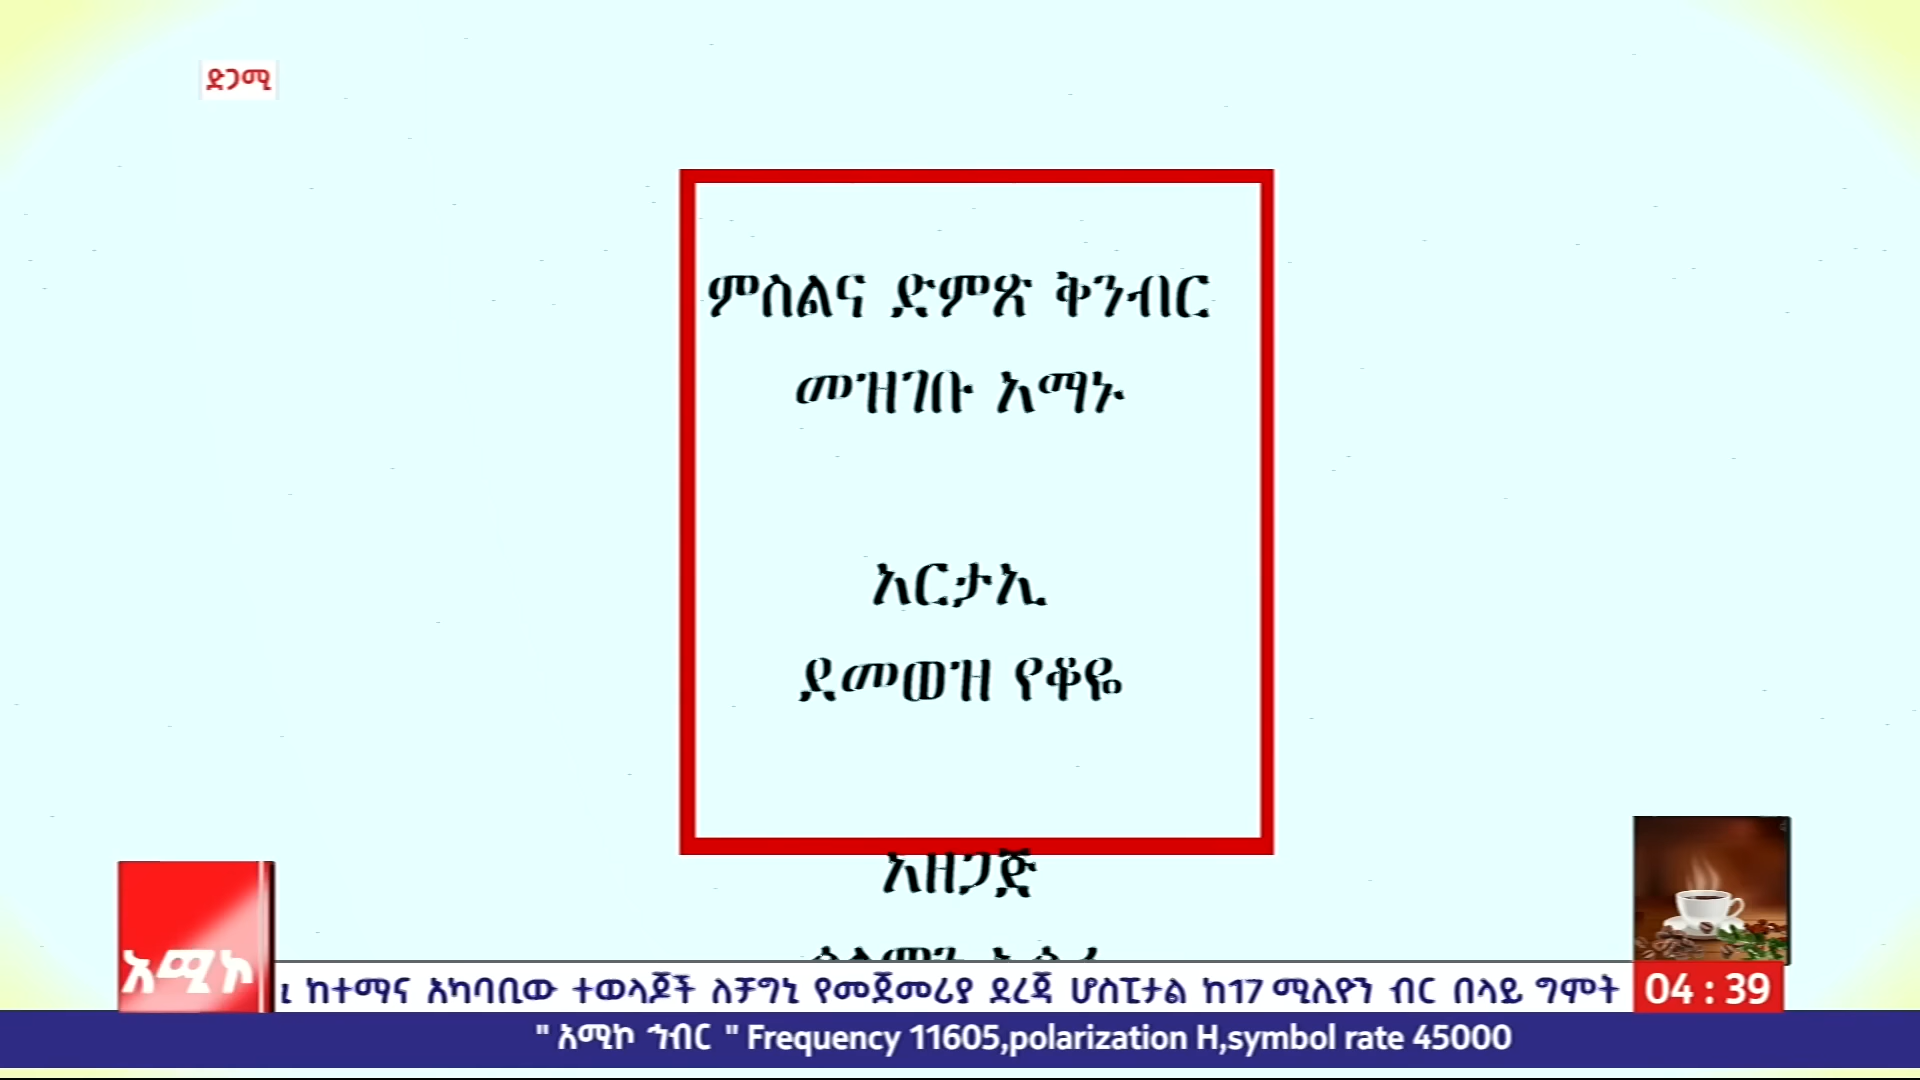 ድጋሚ
ምስልና ድምጽ ቅንብር
መዝገቡ አማኑ
አርታኢ
ደመወዝ የቆዬ
አዘጋጅ
አሚኮ
ከተማና አካባቢው ተወላጆች ለቻግኒ የመጀመሪያ ደረጃ ሆስፒታል ከ17 ሚሊዮን ብር በላይ ግምት
04 : 39
" አሚኮ ኅብር " Frequency 11605,polarization H,symbol rate 45000